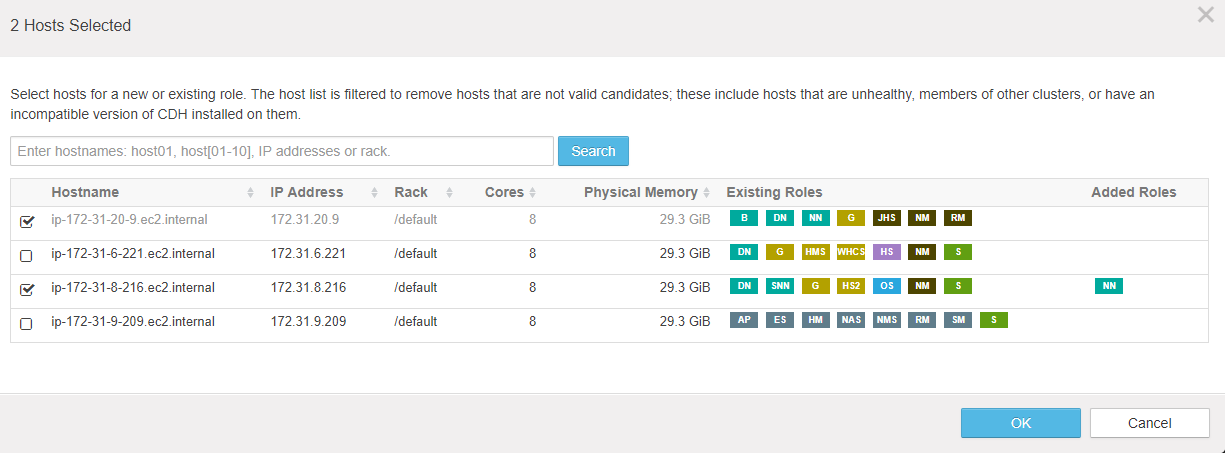 2 Hosts Selected
Select hosts for a new or existing role. The host list is filtered to remove hosts that are not valid candidates; these include hosts that are unhealthy, members of other clusters, or have an
incompatible version of CDH installed on them.
Enter hostnames: host01, host[01-10], IP addresses or rack. Search
Hostname IP Address Rack Cores Physical Memory Existing Roles Added Roles
ip-172-31-20-9.ec2.internal 172.31.20.9 /default 8 29.3 GiB B DN NN G JHS NM RM
ip-172-31-6-221.ec2.internal 172.31.6.221 /default 8 29.3 GiB DN G HMS WHCS HS NM S
ip-172-31-8-216.ec2.internal 172.31.8.216 /default 8 29.3 GiB DN SNN G HS2 OS NM S NN
ip-172-31-9-209.ec2.internal 172.31.9.209 /default 8 29.3 GiB AP ES HM NAS NMS RM SM S
OK Cancel